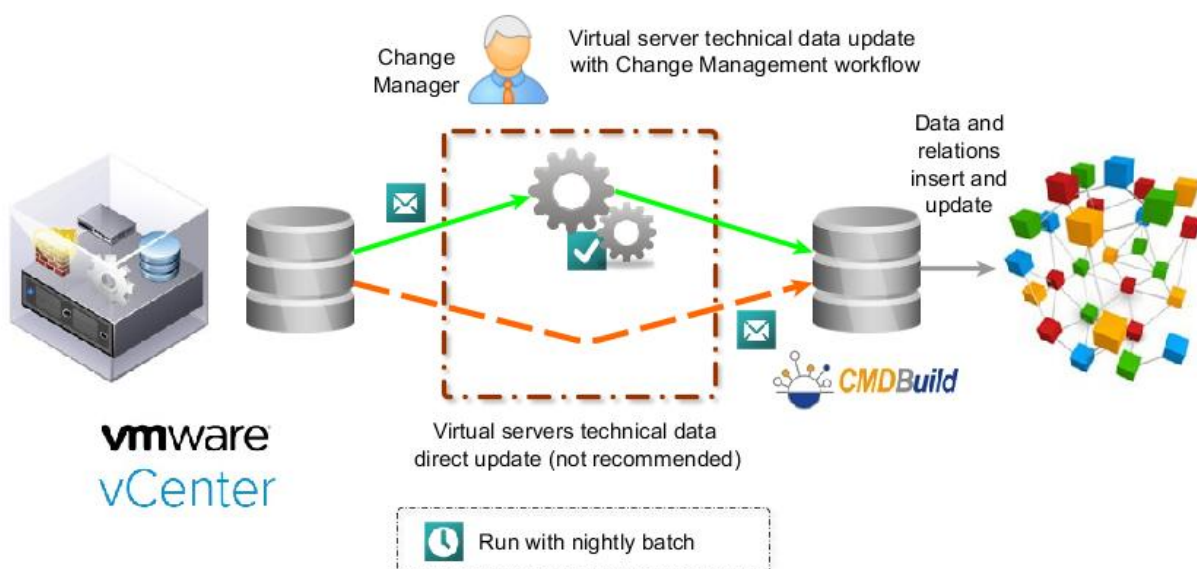 Change
Manager
Virtual server technical data update
with Change Management workflow
Data and
relations
insert and
update
CMDBuild
vmware
vCenter
Virtual servers technical data
direct update (not recommended)
Run with nightly batch